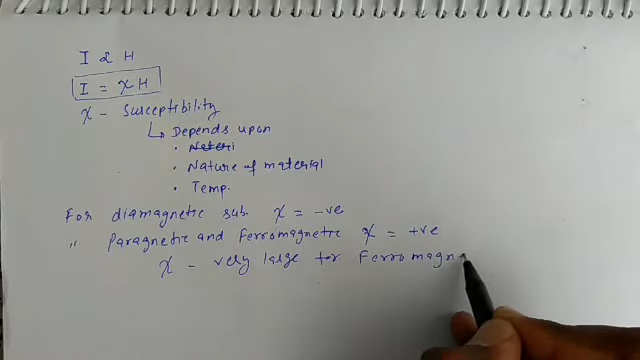 I α H
I = χ H
χ - Susceptibility
↳ Depends upon
• Neteri
• Nature of material
• Temp.
For diamagnetic sub. χ = -ve
" Paragnetic and Ferromagnetic χ = +ve
χ - very large for Ferromagn